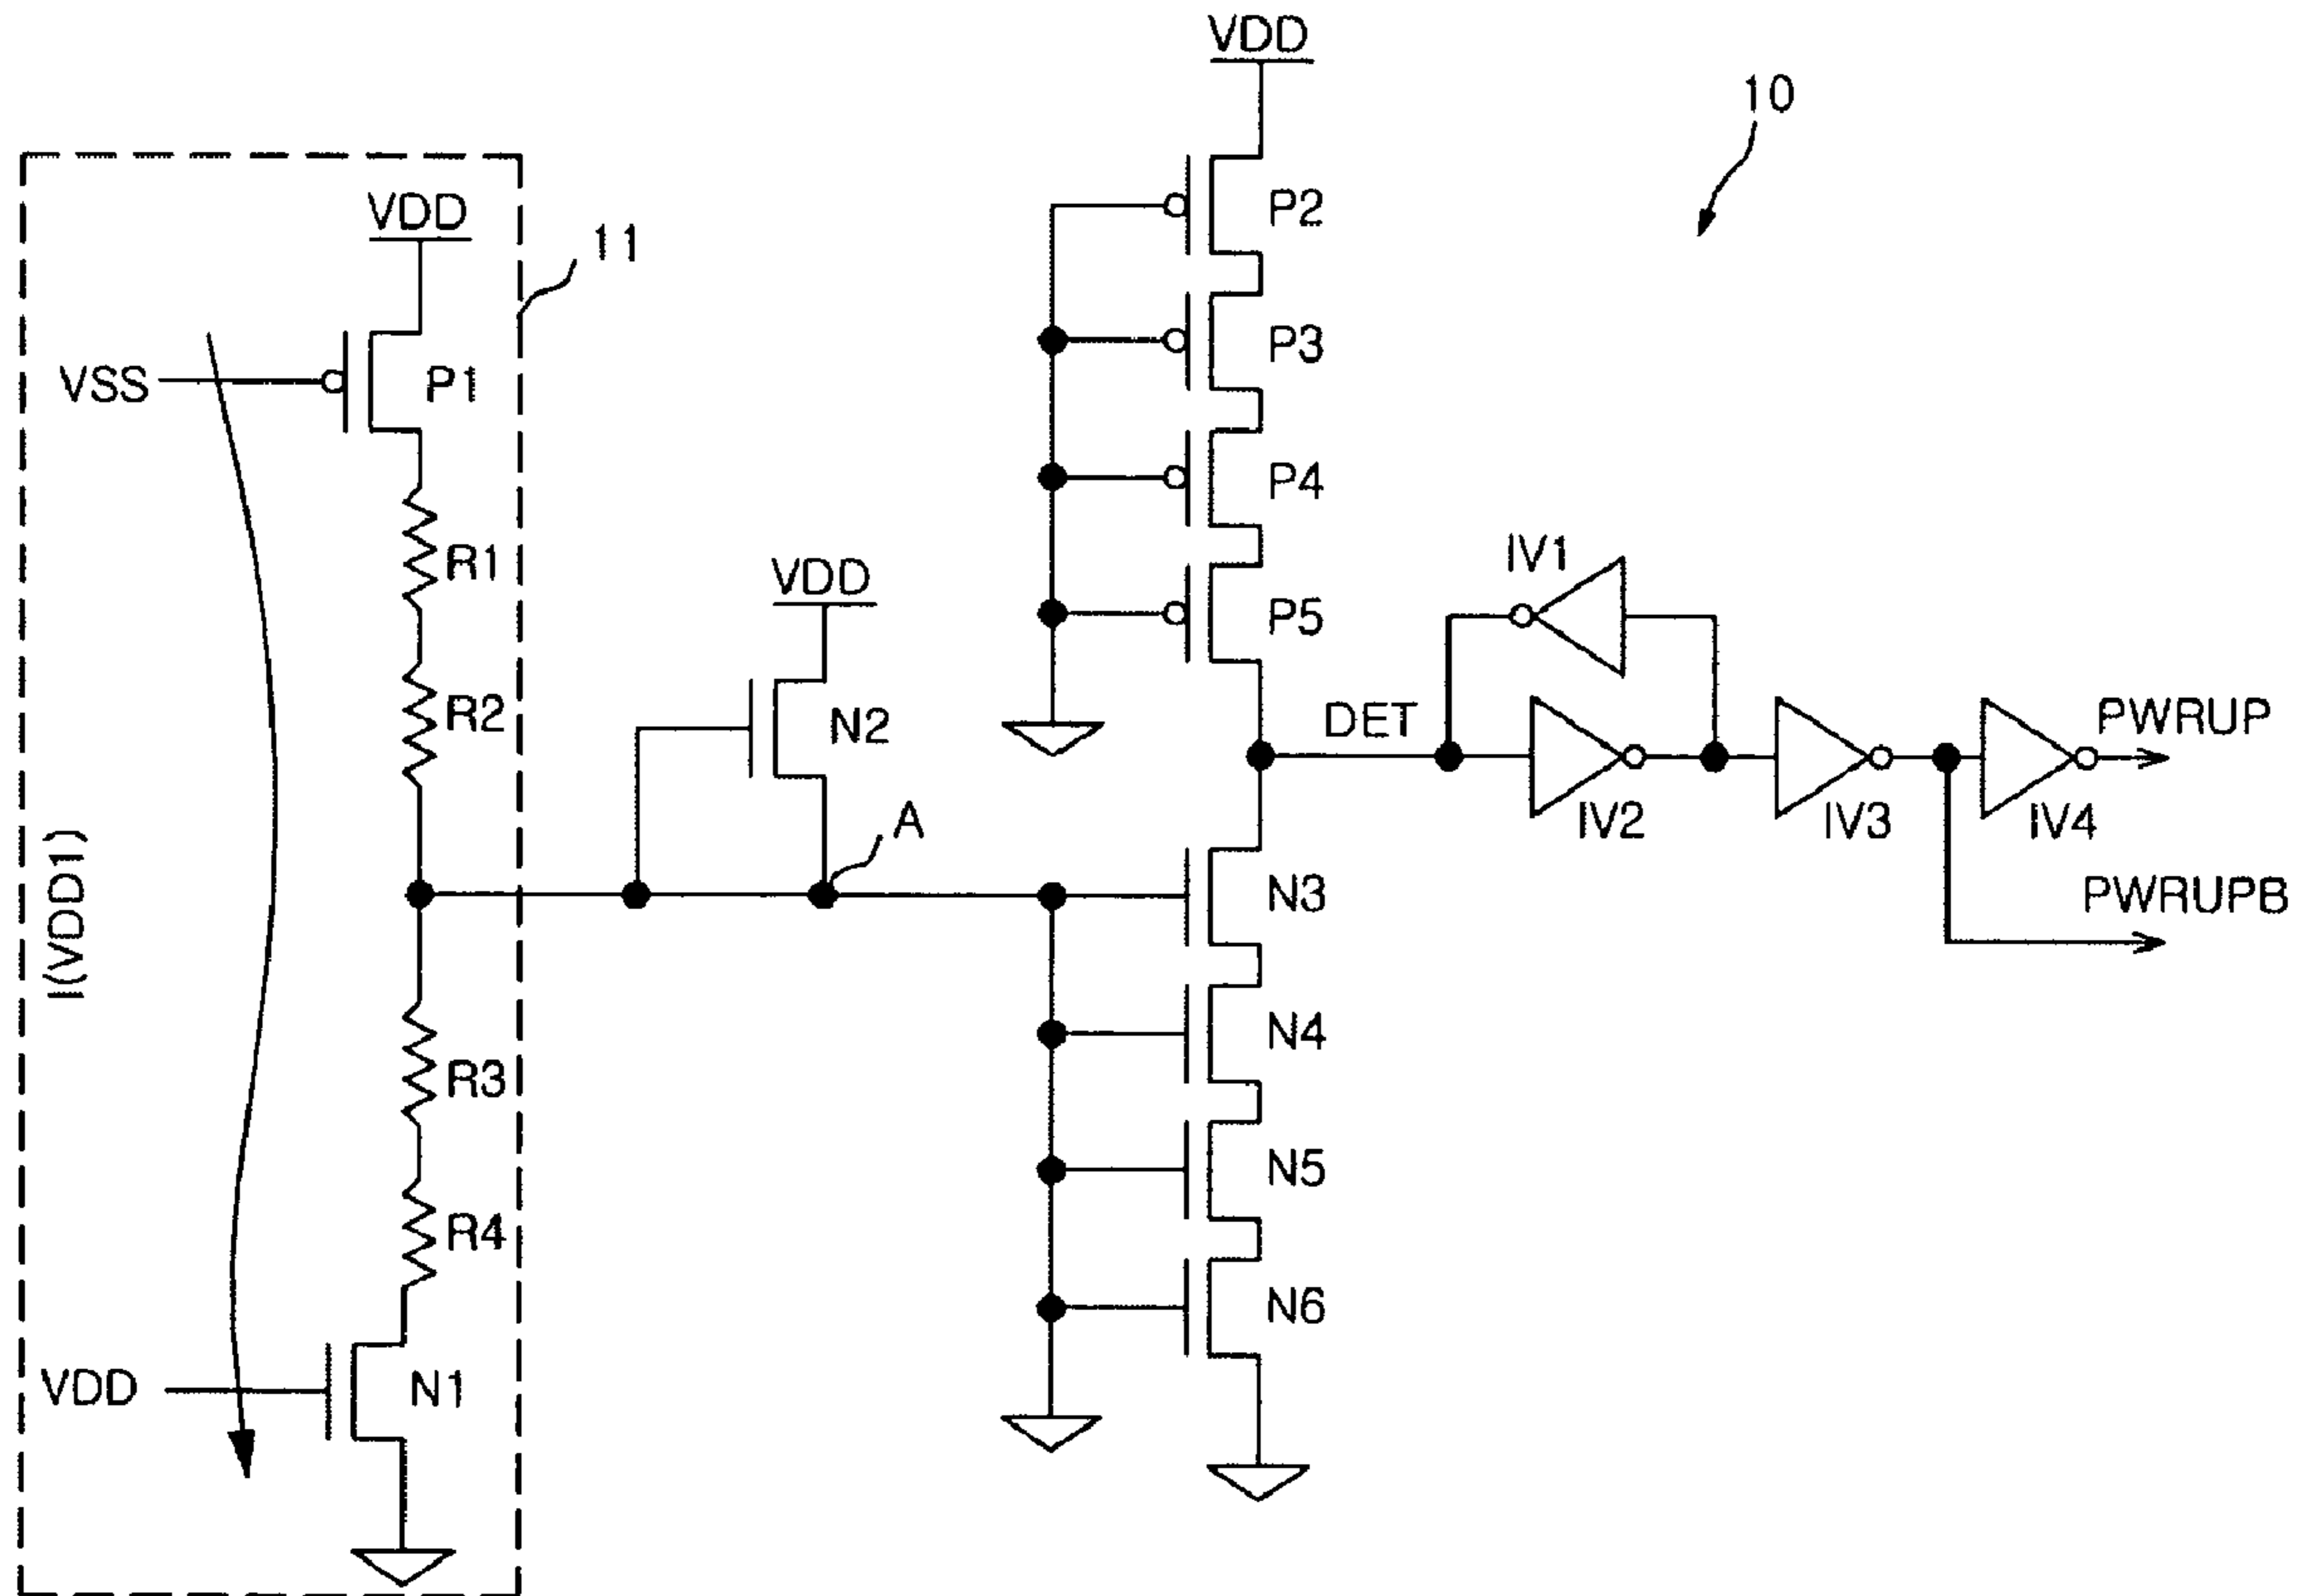 VDD
10
VDD
11
P2
VSS
P1
P3
P4
R1
IV1
VDD
P5
R2
N2
DET
PWRUP
A
IV2
IV3
IV4
I(VDD1)
N3
PWRUPB
N4
R3
N5
R4
N6
VDD
N1